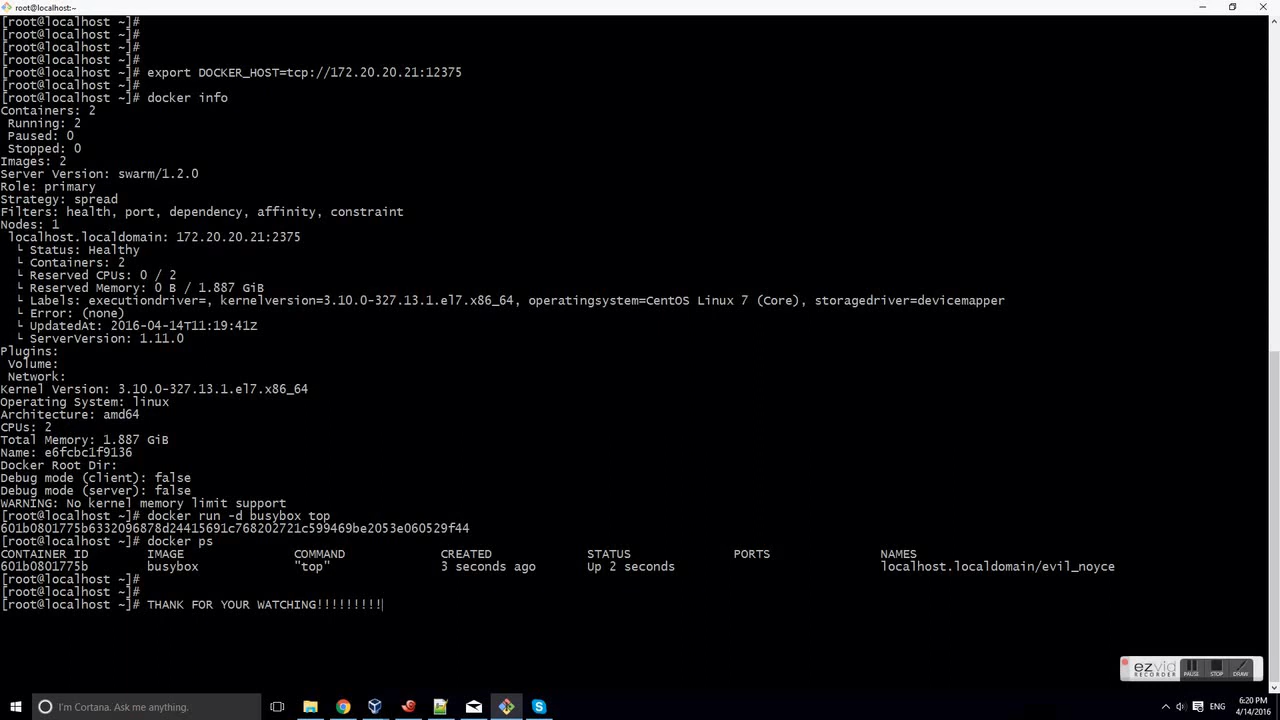 root@localhost:~
[root@localhost ~]#
[root@localhost ~]#
[root@localhost ~]#
[root@localhost ~]#
[root@localhost ~]# export DOCKER_HOST=tcp://172.20.20.21:12375
[root@localhost ~]#
[root@localhost ~]# docker info
Containers: 2
 Running: 2
 Paused: 0
 Stopped: 0
Images: 2
Server Version: swarm/1.2.0
Role: primary
Strategy: spread
Filters: health, port, dependency, affinity, constraint
Nodes: 1
 localhost.localdomain: 172.20.20.21:2375
  └ Status: Healthy
  └ Containers: 2
  └ Reserved CPUs: 0 / 2
  └ Reserved Memory: 0 B / 1.887 GiB
  └ Labels: executiondriver=, kernelversion=3.10.0-327.13.1.el7.x86_64, operatingsystem=CentOS Linux 7 (Core), storagedriver=devicemapper
  └ Error: (none)
  └ UpdatedAt: 2016-04-14T11:19:41Z
  └ ServerVersion: 1.11.0
Plugins:
 Volume:
 Network:
Kernel Version: 3.10.0-327.13.1.el7.x86_64
Operating System: linux
Architecture: amd64
CPUs: 2
Total Memory: 1.887 GiB
Name: e6fcbc1f9136
Docker Root Dir:
Debug mode (client): false
Debug mode (server): false
WARNING: No kernel memory limit support
[root@localhost ~]# docker run -d busybox top
601b0801775b6332096878d24415691c768202721c599469be2053e060529f44
[root@localhost ~]# docker ps
CONTAINER ID IMAGE COMMAND CREATED STATUS PORTS NAMES
601b0801775b busybox "top" 3 seconds ago Up 2 seconds localhost.localdomain/evil_noyce
[root@localhost ~]#
[root@localhost ~]#
[root@localhost ~]# THANK FOR YOUR WATCHING!!!!!!!!!
ezvid
RECORDER
PAUSE STOP DRAW
I'm Cortana. Ask me anything.
ENG
6:20 PM
4/14/2016